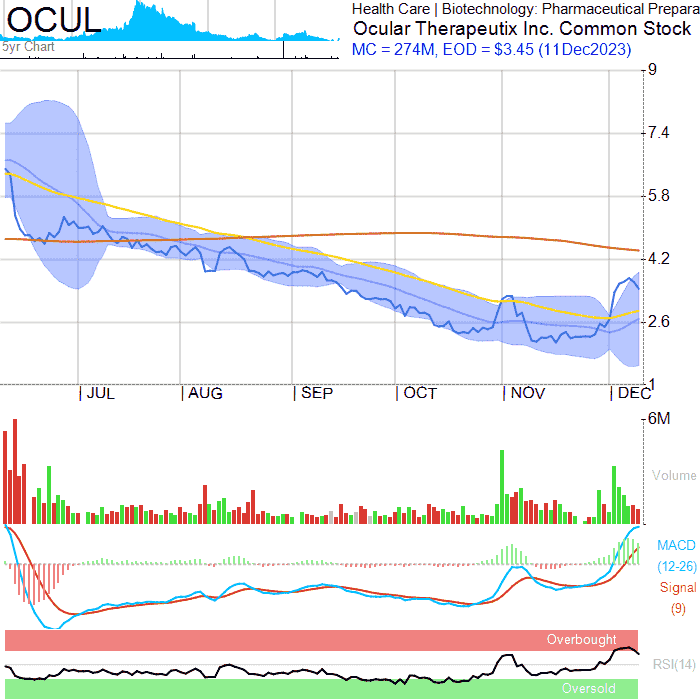 OCUL
5yr Chart
Health Care | Biotechnology: Pharmaceutical Prepara
Ocular Therapeutix Inc. Common Stock
MC = 274M, EOD = $3.45 (11Dec2023)
9
7.4
5.8
4.2
2.6
1
| JUL | AUG | SEP | OCT | NOV | DEC
6M
Volume
MACD
(12-26)
Signal
(9)
Overbought
RSI(14)
Oversold